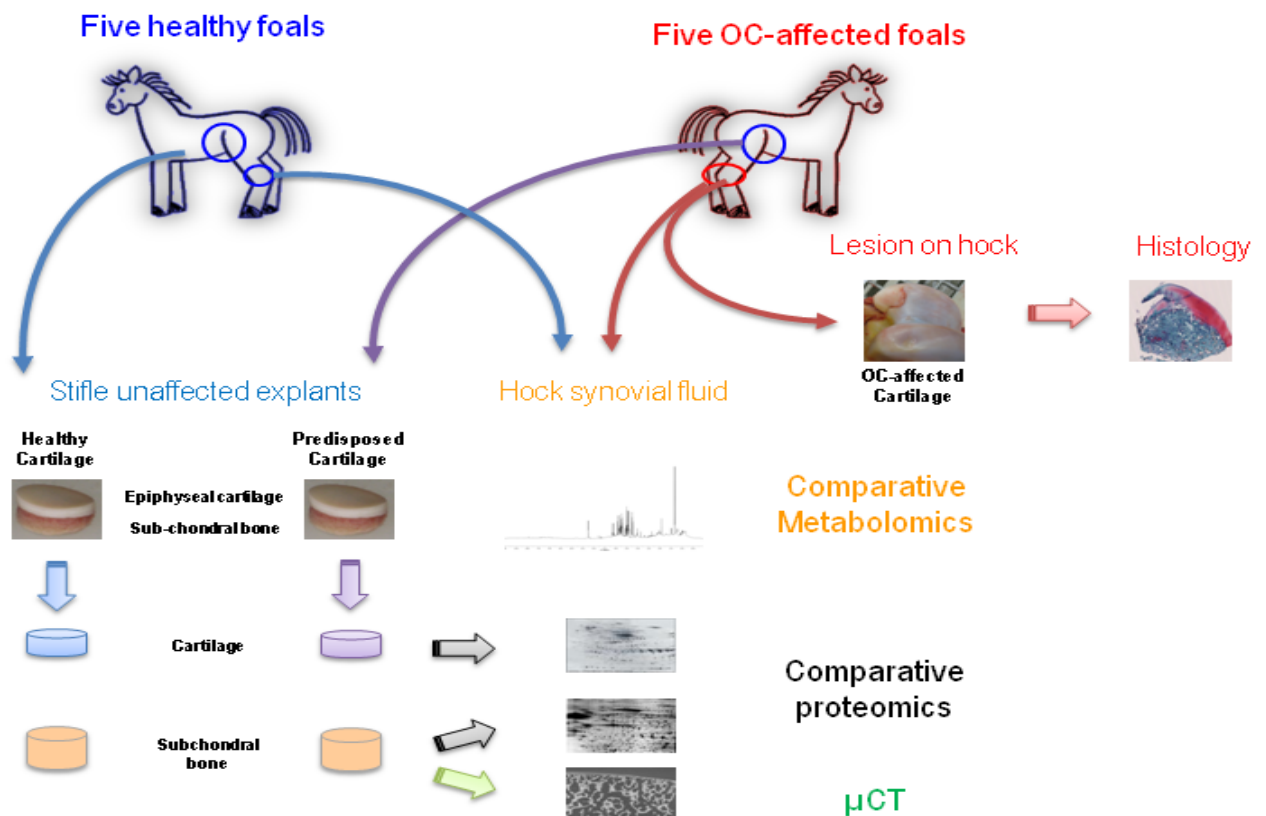 Five healthy foals
Five OC-affected foals
Lesion on hock
Histology
OC-affected
Cartilage
Stifle unaffected explants
Hock synovial fluid
Healthy
Cartilage
Predisposed
Cartilage
Epiphyseal cartilage
Sub-chondral bone
Comparative
Metabolomics
Cartilage
Comparative
proteomics
Subchondral
bone
µCT